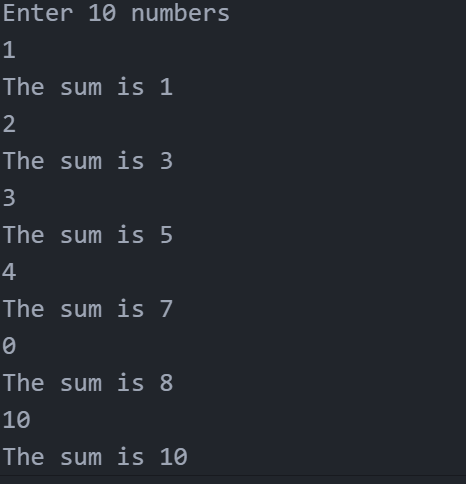 Enter 10 numbers
1
The sum is 1
2
The sum is 3
3
The sum is 5
4
The sum is 7
0
The sum is 8
10
The sum is 10